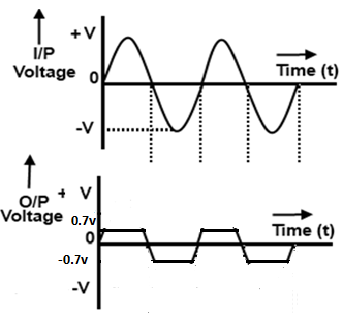 +V
I/P
Voltage
0
Time (t)
-V
O/P
Voltage
+ V
0.7v
0
Time (t)
-0.7v
-V